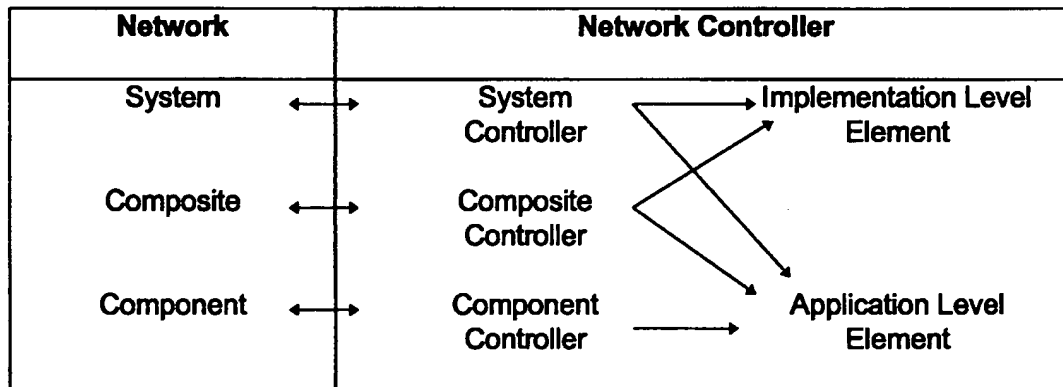 Network Network Controller
System System Implementation Level
Controller Element
Composite Composite
Controller
Component Component Application Level
Controller Element